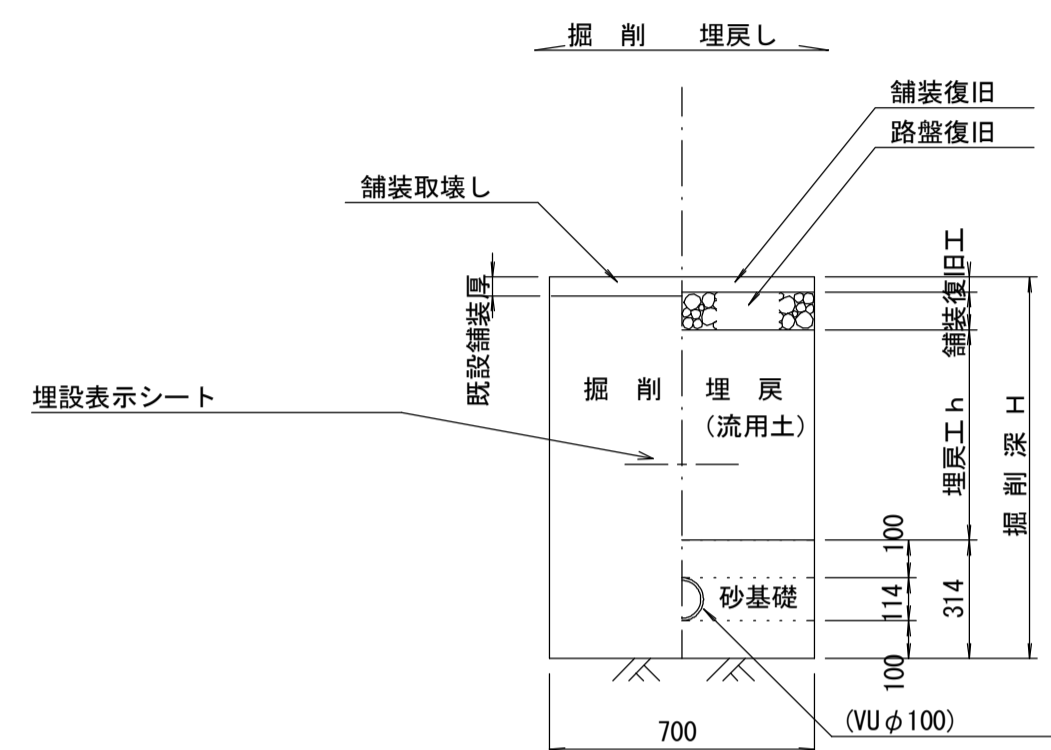 掘 削 埋戻し
舗装復旧
路盤復旧
舗装取壊し
既設舗装厚
舗装復旧工
埋設表示シート
掘 削 埋 戻
(流用土)
埋戻工 h
掘 削 深 H
100
砂基礎
114
314
100
700
(VUφ100)